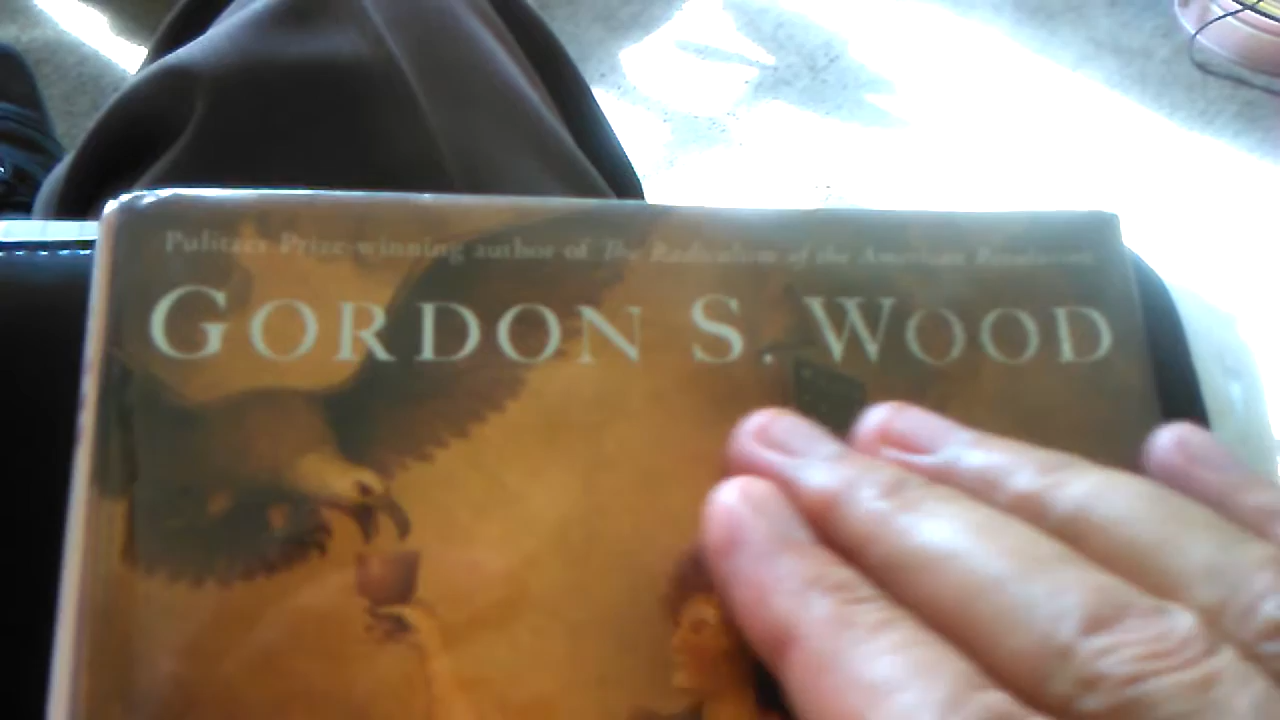 Pulitzer Prize-winning author of The Radicalism of the American Revolution
GORDON S. WOOD